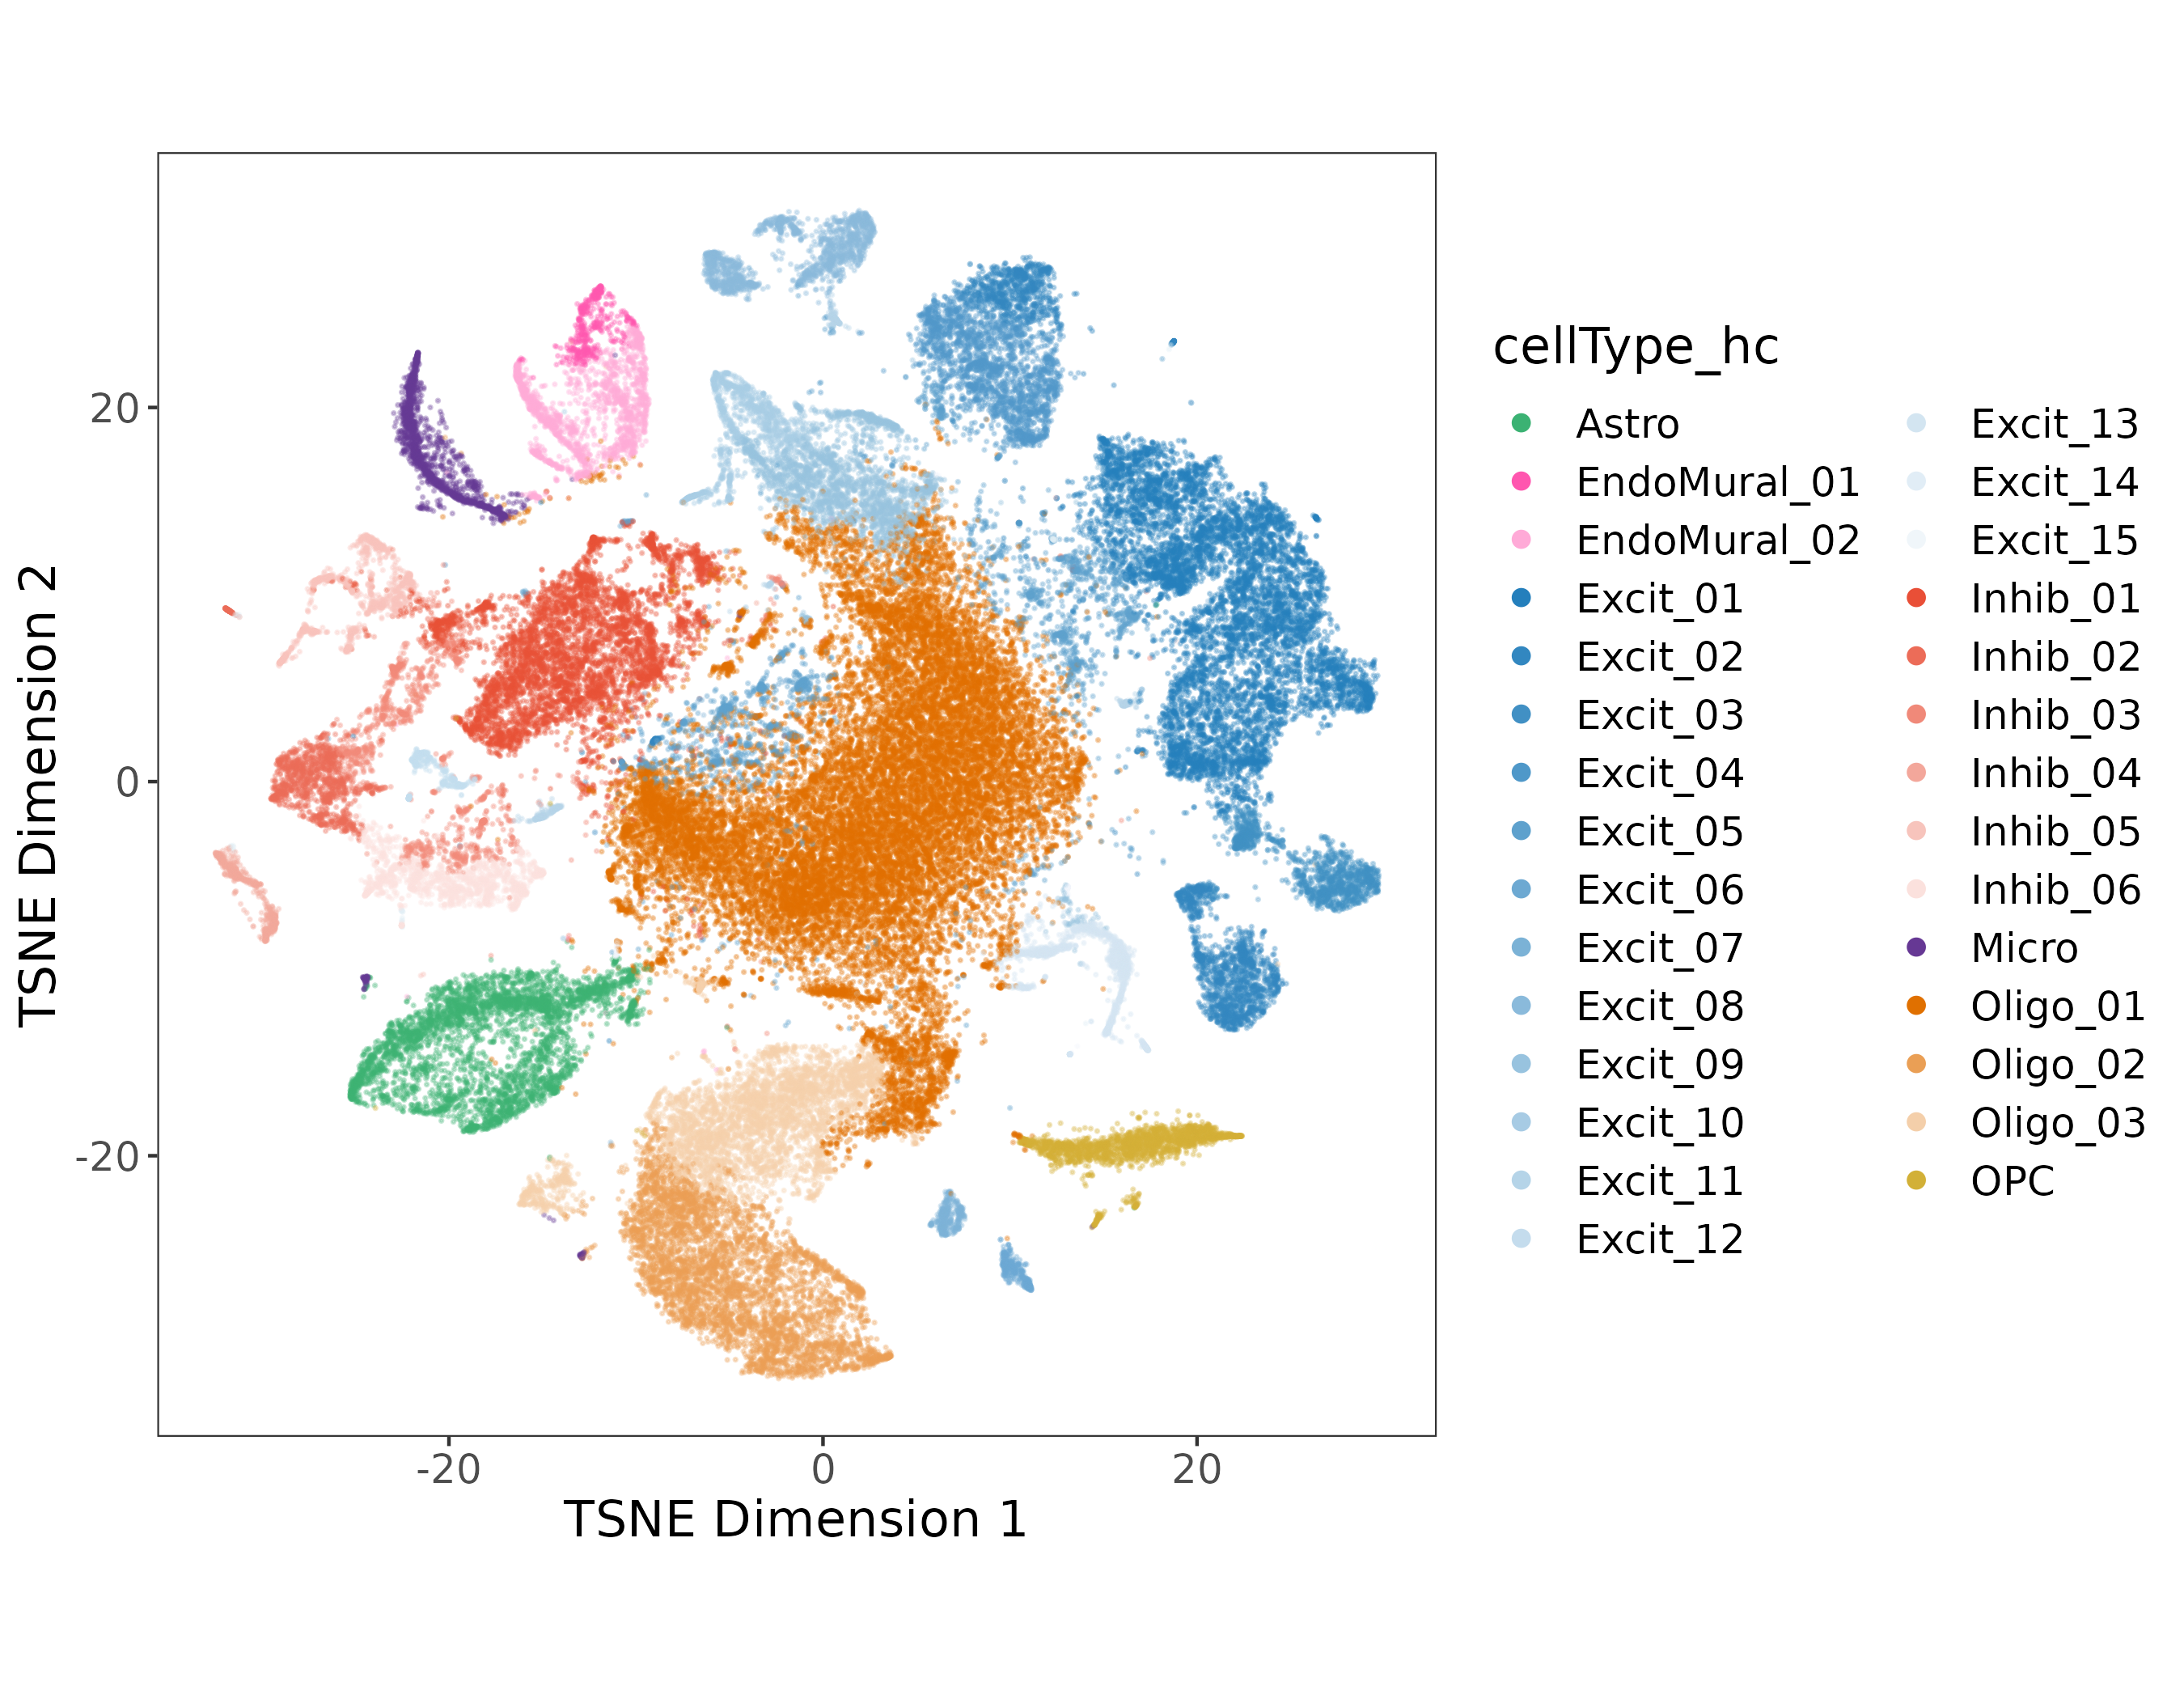 cellType_hc
Astro
EndoMural_01
EndoMural_02
Excit_01
Excit_02
Excit_03
Excit_04
Excit_05
Excit_06
Excit_07
Excit_08
Excit_09
Excit_10
Excit_11
Excit_12
Excit_13
Excit_14
Excit_15
Inhib_01
Inhib_02
Inhib_03
Inhib_04
Inhib_05
Inhib_06
Micro
Oligo_01
Oligo_02
Oligo_03
OPC
TSNE Dimension 2
20
0
-20
-20
0
20
TSNE Dimension 1